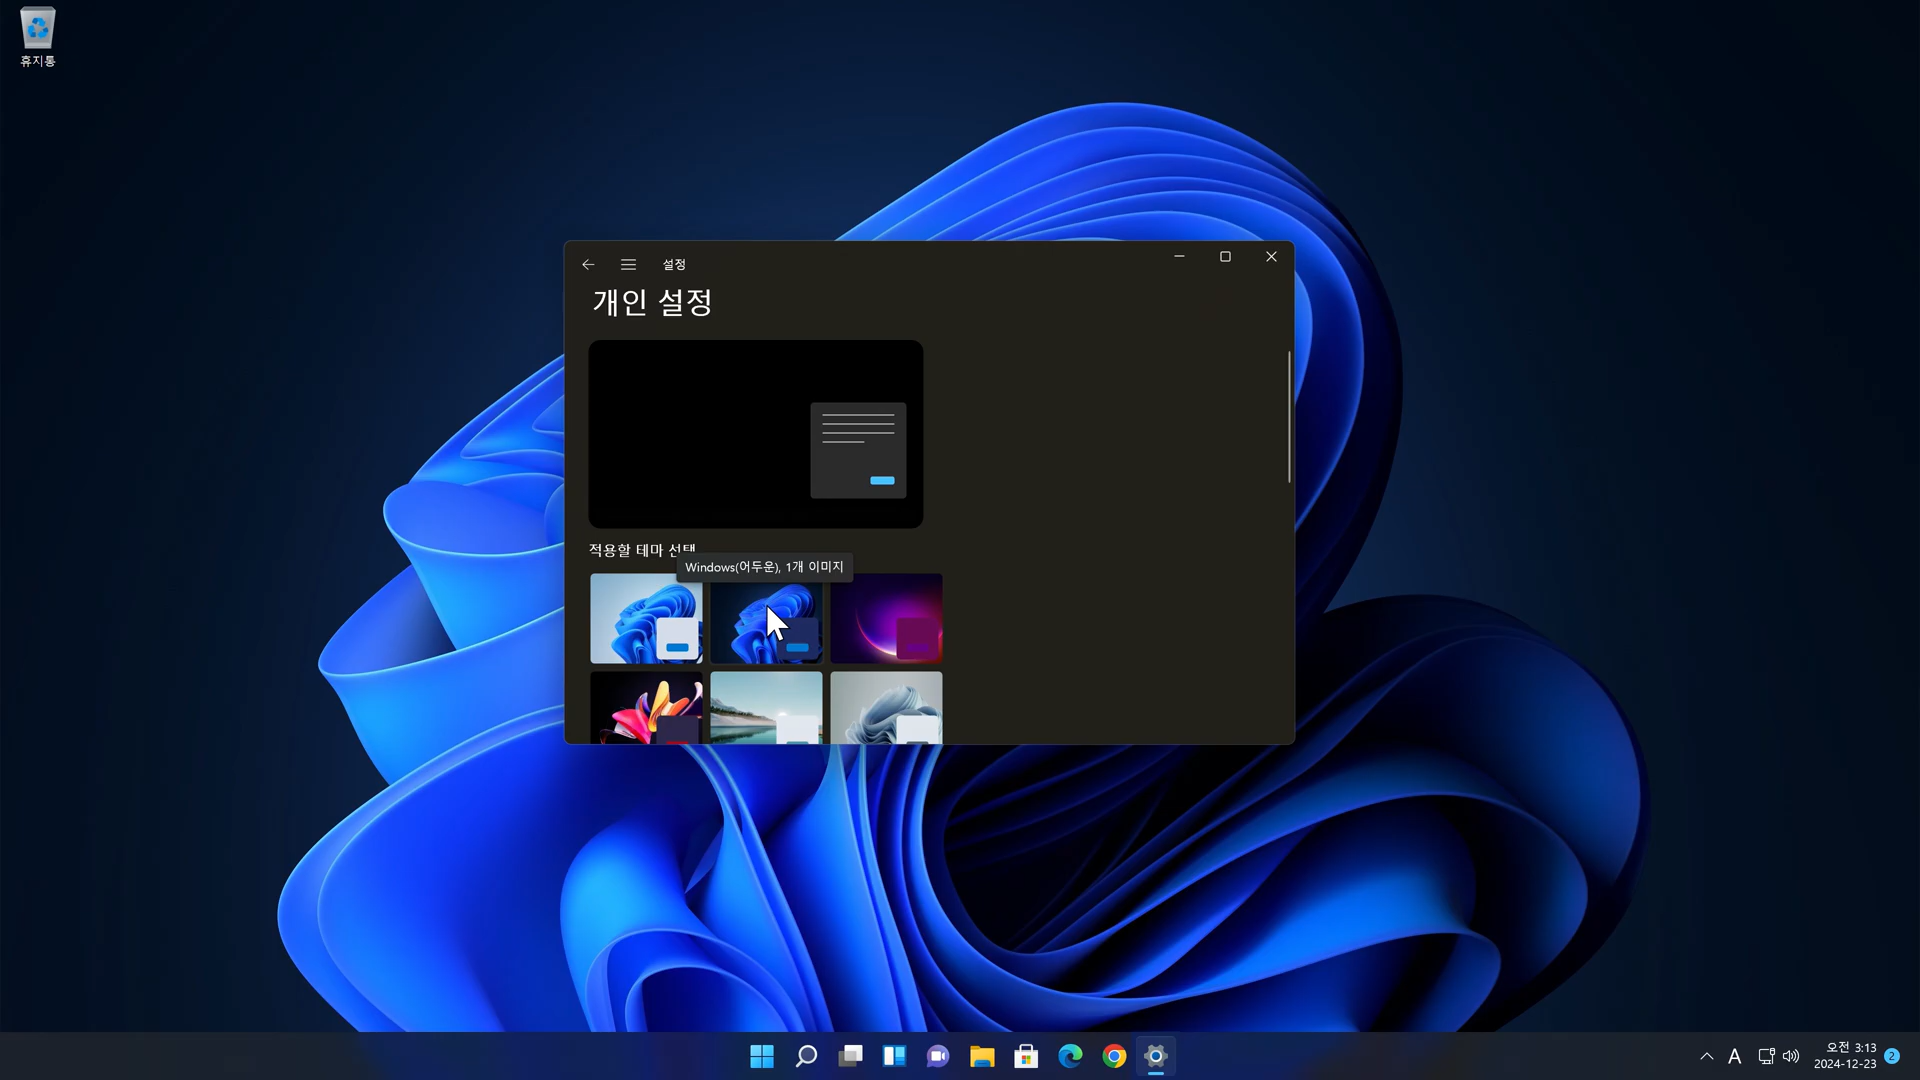 휴지통
설정
개인 설정
적용할 테마 선택
Windows(어두운), 1개 이미지
A
오전 3:13
2024-12-23
2